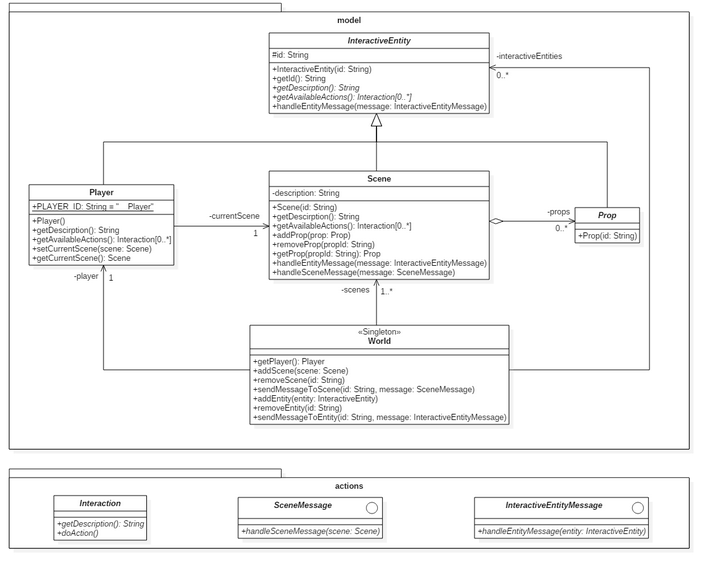 model
InteractiveEntity
#id: String
+InteractiveEntity(id: String)
+getId(): String
+getDescirption(): String
+getAvailableActions(): Interaction[0..*]
+handleEntityMessage(message: InteractiveEntityMessage)
-interactiveEntities
0..*
Player
+PLAYER_ID: String = "__Player"
+Player()
+getDescirption(): String
+getAvailableActions(): Interaction[0..*]
+setCurrentScene(scene: Scene)
+getCurrentScene(): Scene
-currentScene
1
Scene
-description: String
+Scene(id: String)
+getDescirption(): String
+getAvailableActions(): Interaction[0..*]
+addProp(prop: Prop)
+removeProp(propId: String)
+getProp(propId: String): Prop
+handleEntityMessage(message: InteractiveEntityMessage)
+handleSceneMessage(message: SceneMessage)
-props
0..*
Prop
+Prop(id: String)
-player
1
-scenes
1..*
«Singleton»
World
+getPlayer(): Player
+addScene(scene: Scene)
+removeScene(id: String)
+sendMessageToScene(id: String, message: SceneMessage)
+addEntity(entity: InteractiveEntity)
+removeEntity(id: String)
+sendMessageToEntity(id: String, message: InteractiveEntityMessage)
actions
Interaction
+getDescription(): String
+doAction()
SceneMessage
+handleSceneMessage(scene: Scene)
InteractiveEntityMessage
+handleEntityMessage(entity: InteractiveEntity)